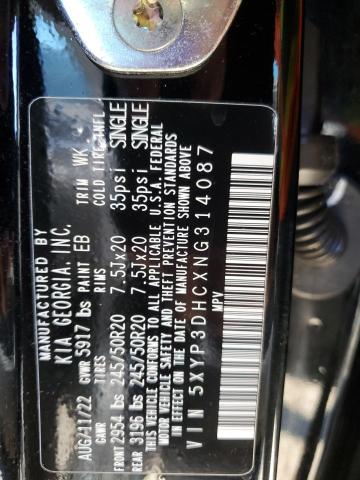 MANUFACTURED BY
KIA GEORGIA, INC.
AUG/11/22 GVWR 5917 lbs PAINT EB TRIM WK
GAWR TIRES RIMS COLD TIRE INFL
FRONT 2954 lbs 245/50R20 7.5Jx20 35psi SINGLE
REAR 3196 lbs 245/50R20 7.5Jx20 35psi SINGLE
THIS VEHICLE CONFORMS TO ALL APPLICABLE U.S.A. FEDERAL
MOTOR VEHICLE SAFETY AND THEFT PREVENTION STANDARDS
IN EFFECT ON THE DATE OF MANUFACTURE SHOWN ABOVE
VIN 5XYP3DHCXNG314087
MPV